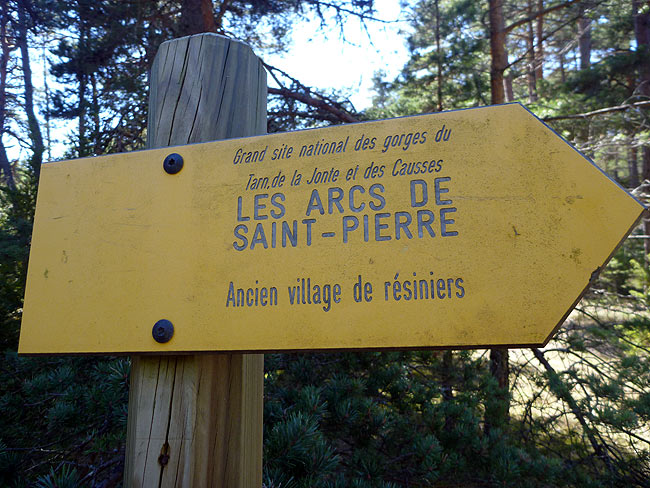 Grand site national des gorges du
Tarn, de la Jonte et des Causses
LES ARCS DE
SAINT-PIERRE
Ancien village de résiniers